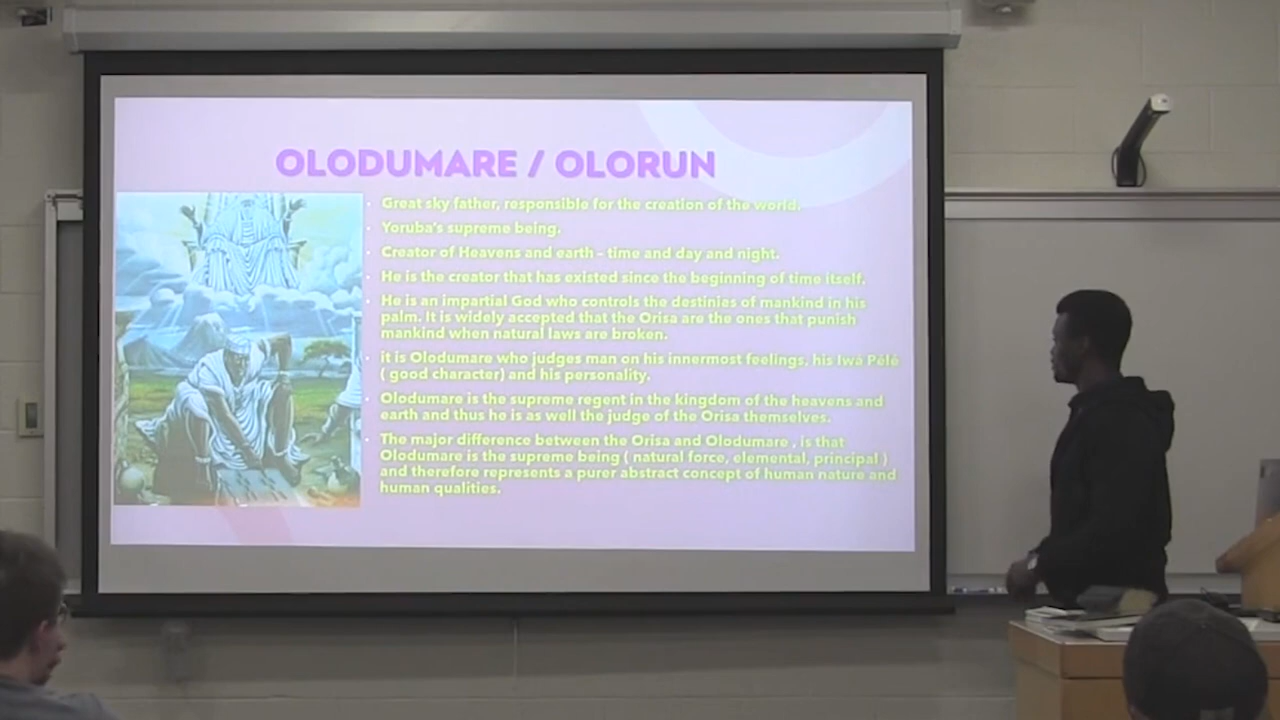 OLODUMARE / OLORUN
• Great sky father, responsible for the creation of the world.
• Yoruba's supreme being.
• Creator of Heavens and earth – time and day and night.
• He is the creator that has existed since the beginning of time itself.
• He is an impartial God who controls the destinies of mankind in his
palm. It is widely accepted that the Orisa are the ones that punish
mankind when natural laws are broken.
• it is Olodumare who judges man on his innermost feelings, his Iwá Pẹ́lẹ́
( good character) and his personality.
• Olodumare is the supreme regent in the kingdom of the heavens and
earth and thus he is as well the judge of the Orisa themselves.
• The major difference between the Orisa and Olodumare , is that
Olodumare is the supreme being ( natural force, elemental, principal )
and therefore represents a purer abstract concept of human nature and
human qualities.